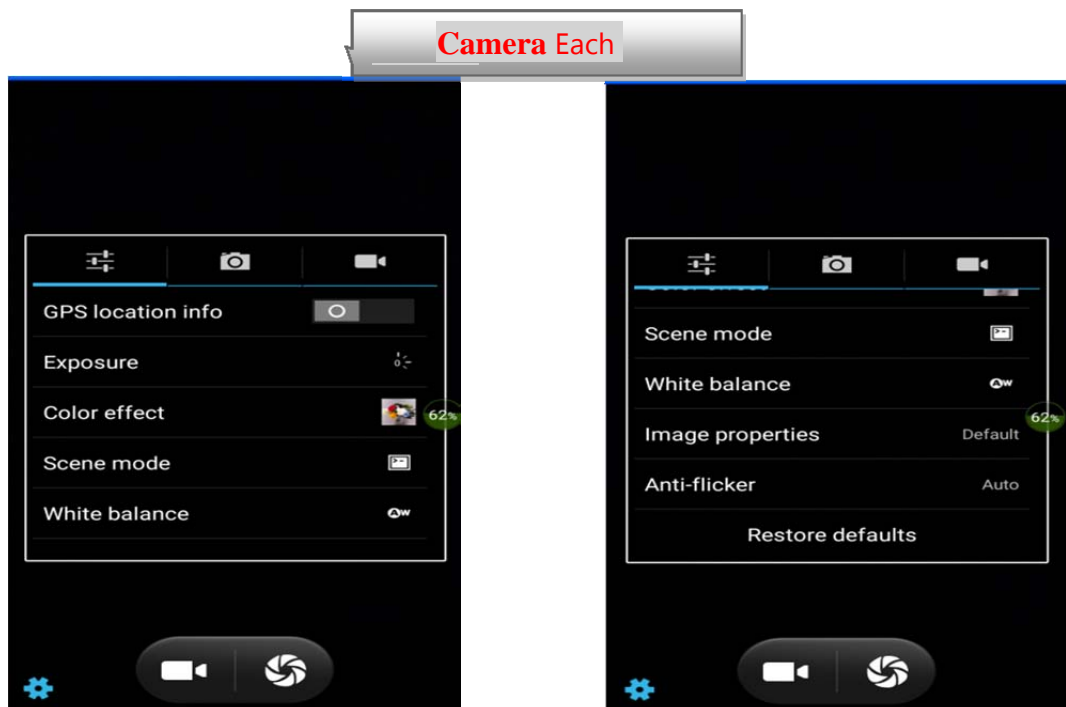 Camera Each
GPS location info
Exposure
Color effect
62%
Scene mode
White balance
Scene mode
White balance
62%
Image properties Default
Anti-flicker Auto
Restore defaults